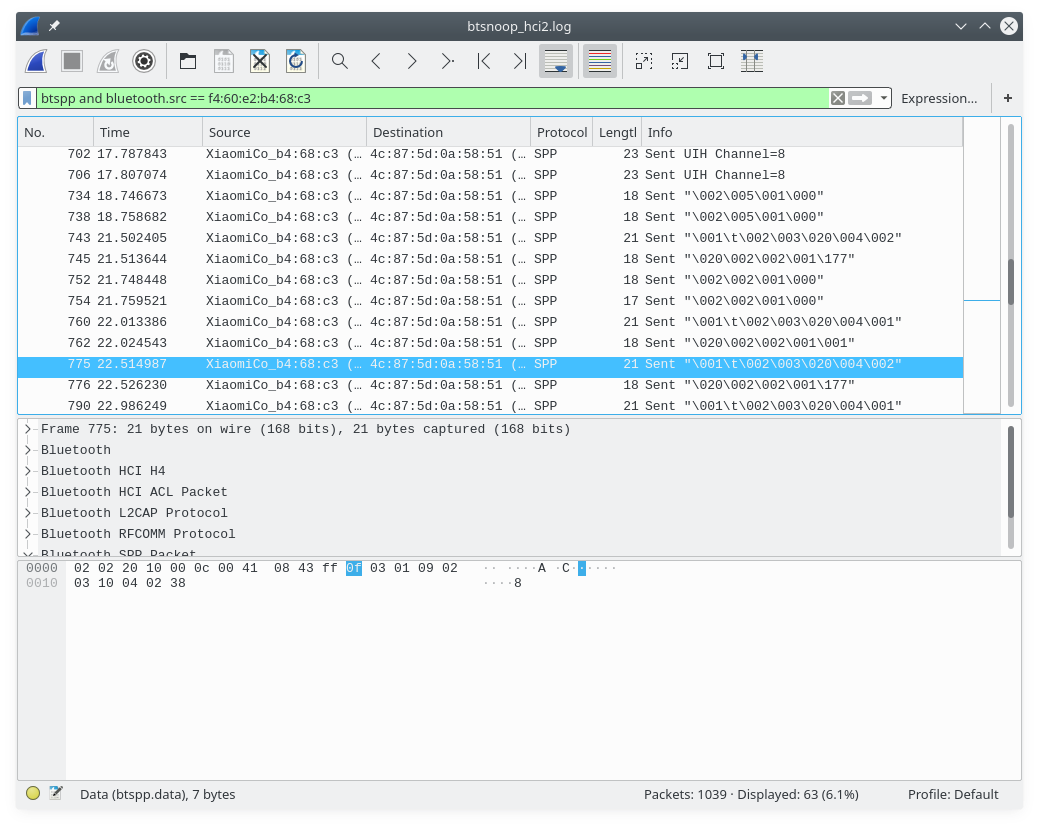 btsnoop_hci2.log
btspp and bluetooth.src == f4:60:e2:b4:68:c3 Expression… +
No. Time Source Destination Protocol Lengtl Info
702 17.787843 XiaomiCo_b4:68:c3 (… 4c:87:5d:0a:58:51 (… SPP 23 Sent UIH Channel=8
706 17.807074 XiaomiCo_b4:68:c3 (… 4c:87:5d:0a:58:51 (… SPP 23 Sent UIH Channel=8
734 18.746673 XiaomiCo_b4:68:c3 (… 4c:87:5d:0a:58:51 (… SPP 18 Sent "\002\005\001\000"
738 18.758682 XiaomiCo_b4:68:c3 (… 4c:87:5d:0a:58:51 (… SPP 18 Sent "\002\005\001\000"
743 21.502405 XiaomiCo_b4:68:c3 (… 4c:87:5d:0a:58:51 (… SPP 21 Sent "\001\t\002\003\020\004\002"
745 21.513644 XiaomiCo_b4:68:c3 (… 4c:87:5d:0a:58:51 (… SPP 18 Sent "\020\002\002\001\177"
752 21.748448 XiaomiCo_b4:68:c3 (… 4c:87:5d:0a:58:51 (… SPP 18 Sent "\002\002\001\000"
754 21.759521 XiaomiCo_b4:68:c3 (… 4c:87:5d:0a:58:51 (… SPP 17 Sent "\002\002\001\000"
760 22.013386 XiaomiCo_b4:68:c3 (… 4c:87:5d:0a:58:51 (… SPP 21 Sent "\001\t\002\003\020\004\001"
762 22.024543 XiaomiCo_b4:68:c3 (… 4c:87:5d:0a:58:51 (… SPP 18 Sent "\020\002\002\001\001"
775 22.514987 XiaomiCo_b4:68:c3 (… 4c:87:5d:0a:58:51 (… SPP 21 Sent "\001\t\002\003\020\004\002"
776 22.526230 XiaomiCo_b4:68:c3 (… 4c:87:5d:0a:58:51 (… SPP 18 Sent "\020\002\002\001\177"
790 22.986249 XiaomiCo_b4:68:c3 (… 4c:87:5d:0a:58:51 (… SPP 21 Sent "\001\t\002\003\020\004\001"
Frame 775: 21 bytes on wire (168 bits), 21 bytes captured (168 bits)
Bluetooth
Bluetooth HCI H4
Bluetooth HCI ACL Packet
Bluetooth L2CAP Protocol
Bluetooth RFCOMM Protocol
Bluetooth SPP Packet
0000 02 02 20 10 00 0c 00 41 08 43 ff 0f 03 01 09 02 ·· ····A ·C······
0010 03 10 04 02 38 ····8
Data (btspp.data), 7 bytes Packets: 1039 · Displayed: 63 (6.1%) Profile: Default